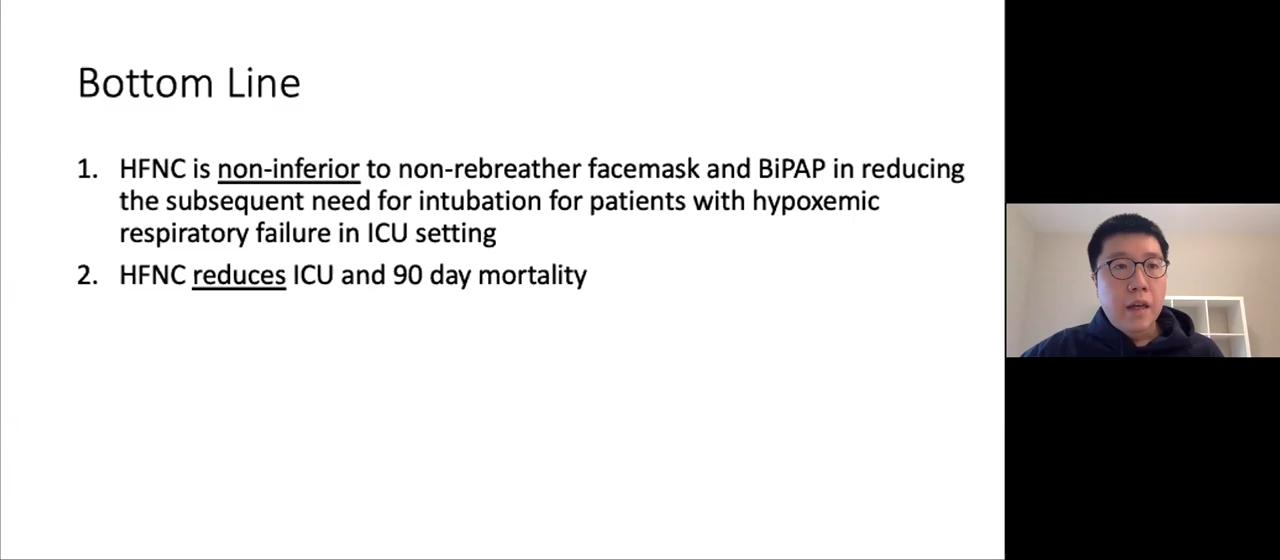 Bottom Line
1. HFNC is non-inferior to non-rebreather facemask and BiPAP in reducing
the subsequent need for intubation for patients with hypoxemic
respiratory failure in ICU setting
2. HFNC reduces ICU and 90 day mortality